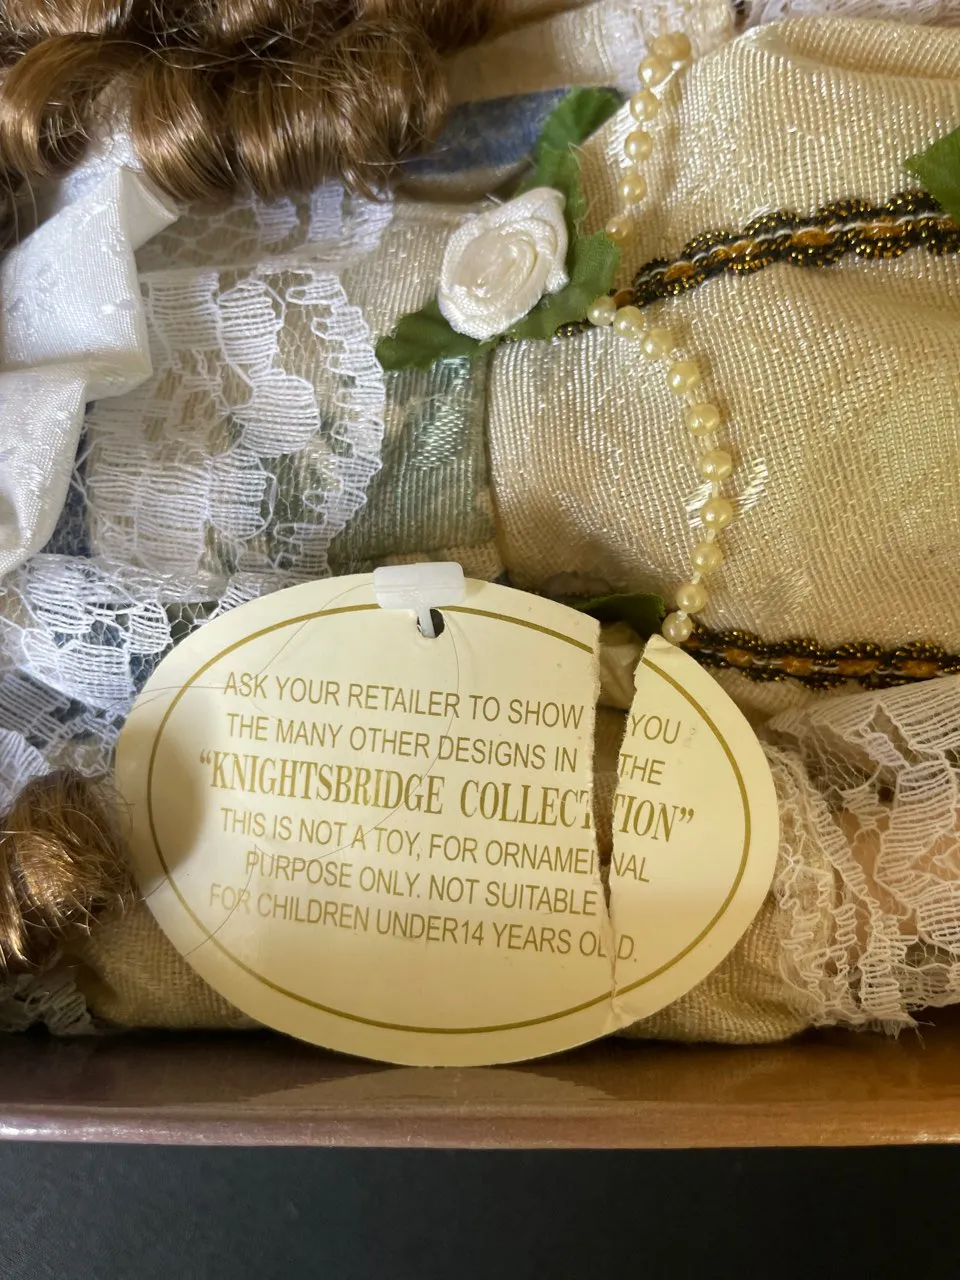 ASK YOUR RETAILER TO SHOW YOU
THE MANY OTHER DESIGNS IN THE
“KNIGHTSBRIDGE COLLECTION”
THIS IS NOT A TOY, FOR ORNAMENAL
PURPOSE ONLY. NOT SUITABLE
FOR CHILDREN UNDER14 YEARS OLD.